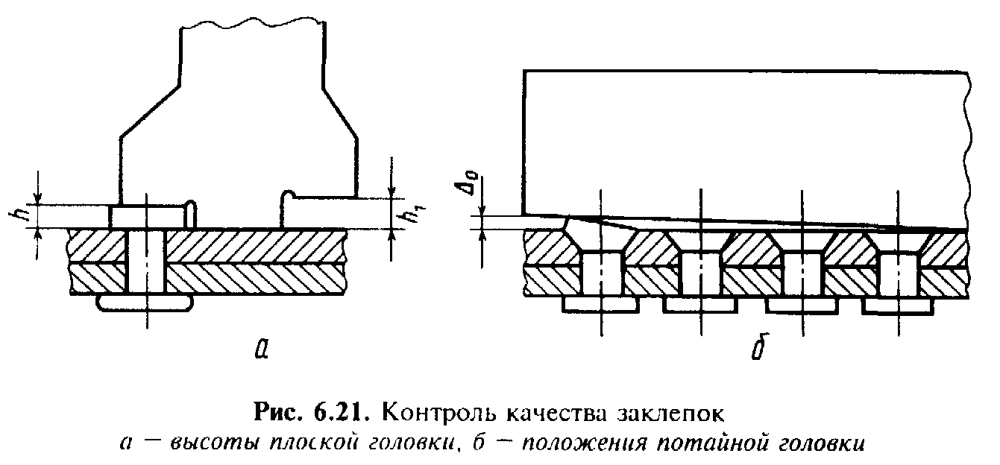 h
h₁
Δ₀
а
б
Рис. 6.21. Контроль качества заклепок
а — высоты плоской головки, б — положения потайной головки